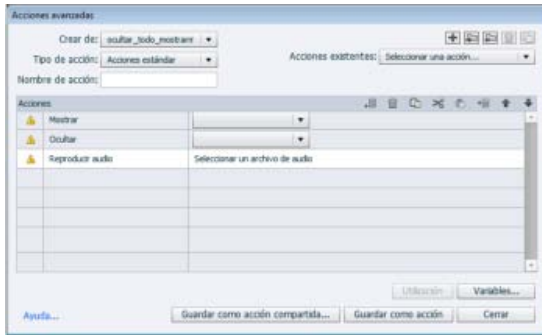 Acciones avanzadas
Crear de: ocultar_todo_mostrarr
Acciones existentes: Seleccionar una acción...
Tipo de acción: Acciones estándar
Nombre de acción:
Acciones
Mostrar
Ocultar
Reproducir audio Seleccionar un archivo de audio
Utilización Variables...
Ayuda... Guardar como acción compartida... Guardar como acción Cerrar